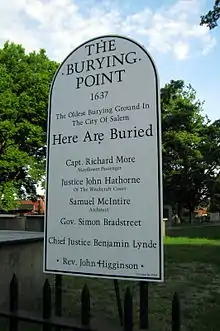 THE
·BURYING·
POINT
1637
The Oldest Burying Ground In
The City Of Salem
Here Are Buried
Capt. Richard More
Mayflower Passenger
Justice John Hathorne
Of The Witchcraft Court
Samuel McIntire
Architect
Gov. Simon Bradstreet
Chief Justice Benjamin Lynde
· Rev. John Higginson ·